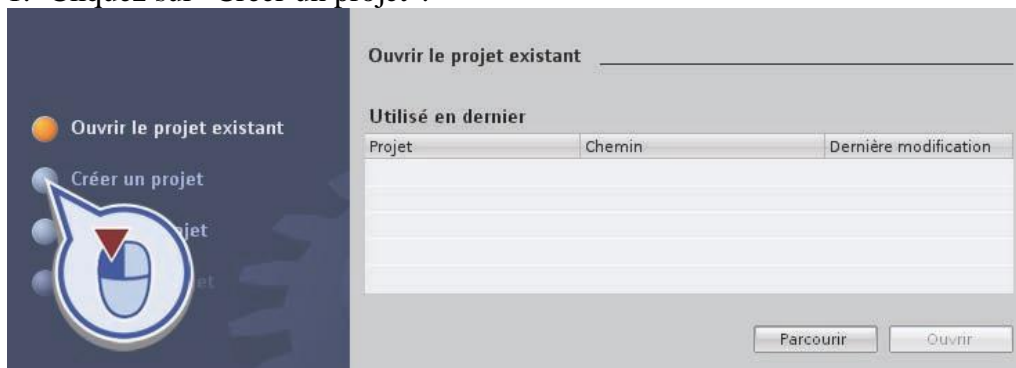 Ouvrir le projet existant
Utilisé en dernier
Ouvrir le projet existant
Projet Chemin Dernière modification
Créer un projet
Parcourir Ouvrir